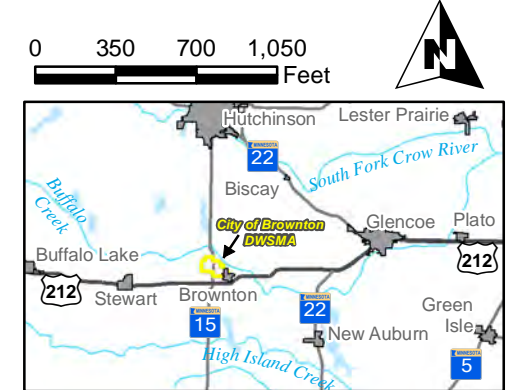 0 350 700 1,050
Feet
N
Hutchinson
Lester Prairie
MINNESOTA
22
South Fork Crow River
Biscay
Buffalo
Creek
City of Brownton
DWSMA
Glencoe
Plato
Buffalo Lake
212
212
Stewart
Brownton
MINNESOTA
15
MINNESOTA
22
New Auburn
Green
Isle
High Island Creek
MINNESOTA
5